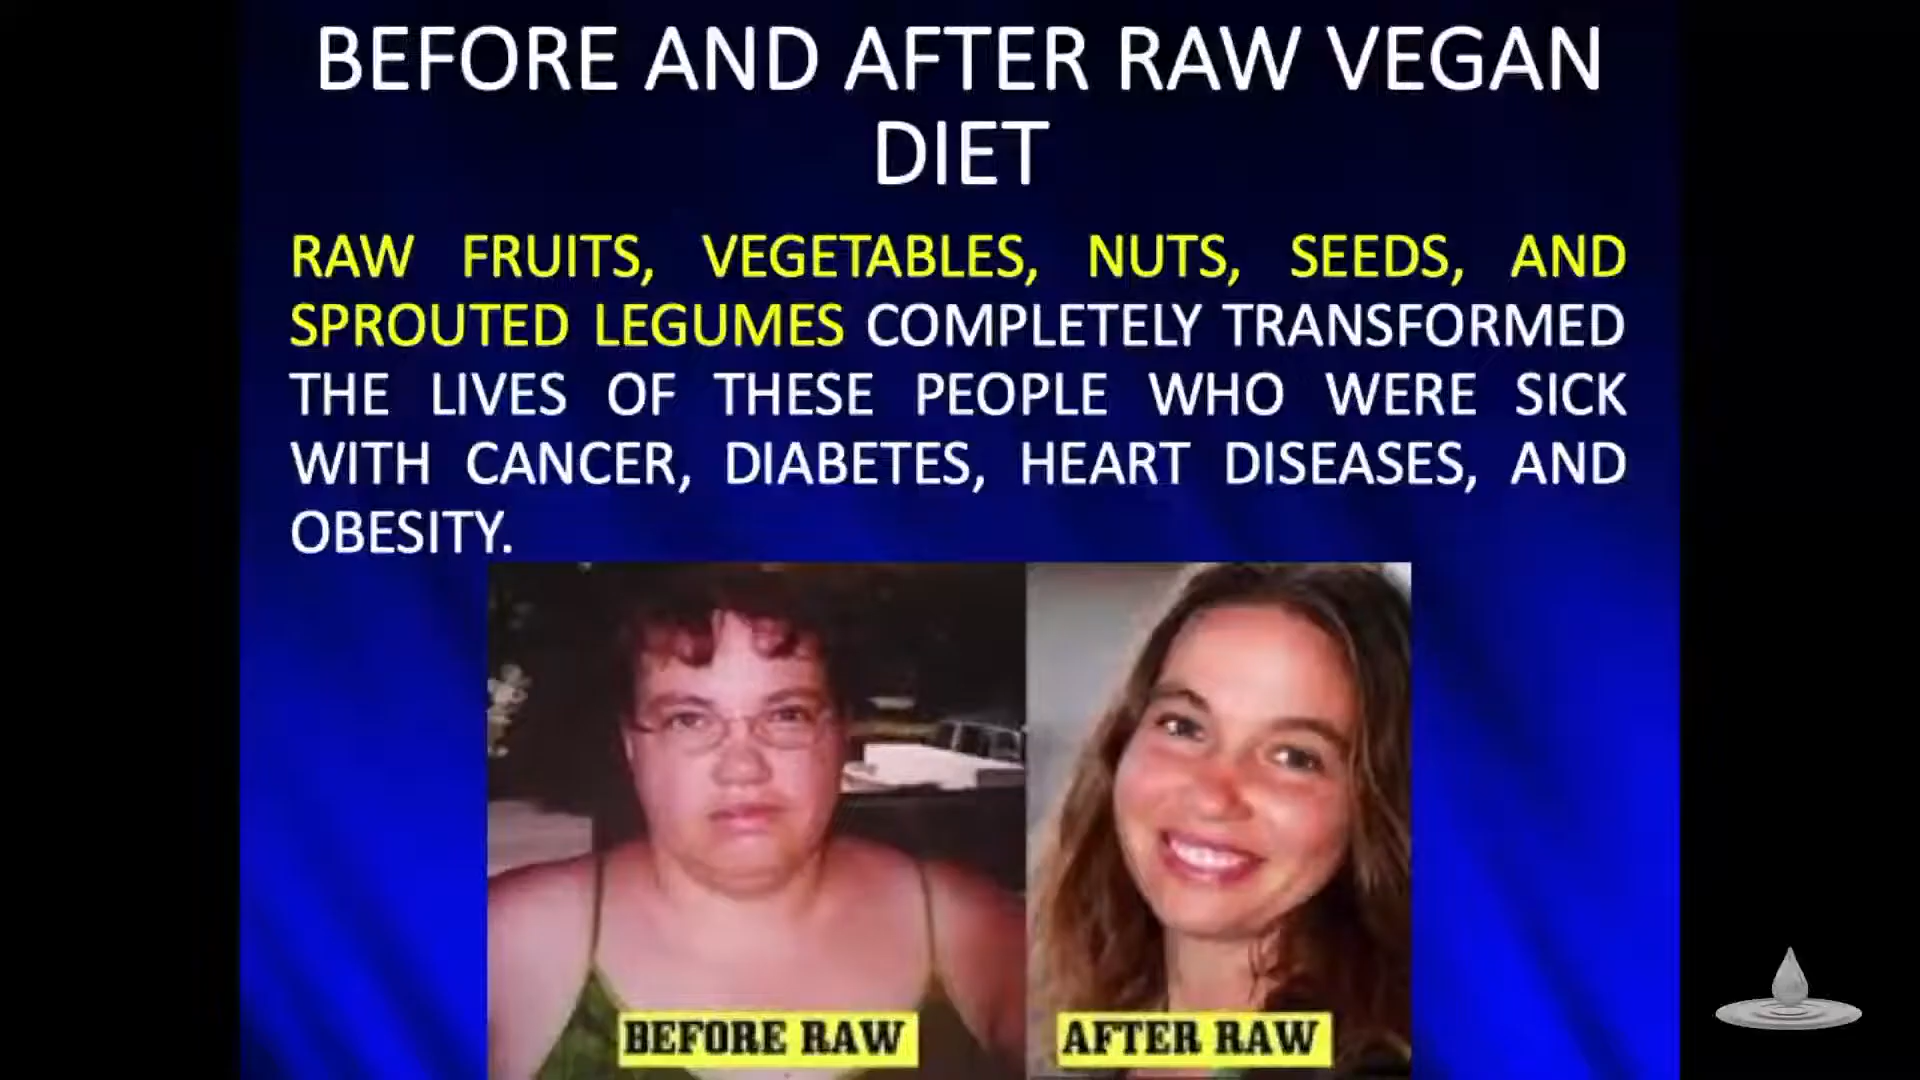 BEFORE AND AFTER RAW VEGAN
DIET
RAW FRUITS, VEGETABLES, NUTS, SEEDS, AND
SPROUTED LEGUMES COMPLETELY TRANSFORMED
THE LIVES OF THESE PEOPLE WHO WERE SICK
WITH CANCER, DIABETES, HEART DISEASES, AND
OBESITY.
BEFORE RAW
AFTER RAW